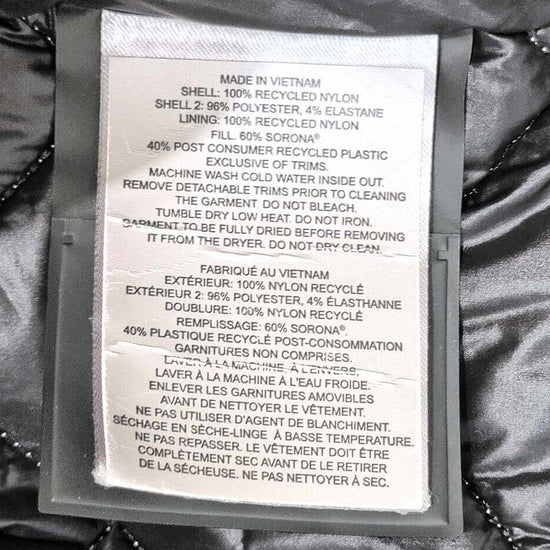 MADE IN VIETNAM
SHELL: 100% RECYCLED NYLON
SHELL 2: 96% POLYESTER, 4% ELASTANE
LINING: 100% RECYCLED NYLON
FILL. 60% SORONA®
40% POST CONSUMER RECYCLED PLASTIC
EXCLUSIVE OF TRIMS.
MACHINE WASH COLD WATER INSIDE OUT.
REMOVE DETACHABLE TRIMS PRIOR TO CLEANING
THE GARMENT DO NOT BLEACH.
TUMBLE DRY LOW HEAT. DO NOT IRON.
GARMENT TO BE FULLY DRIED BEFORE REMOVING
IT FROM THE DRYER. DO NOT DRY CLEAN.
FABRIQUÉ AU VIETNAM
EXTÉRIEUR: 100% NYLON RECYCLÉ
EXTÉRIEUR 2: 96% POLYESTER, 4% ÉLASTHANNE
DOUBLURE: 100% NYLON RECYCLÉ
REMPLISSAGE: 60% SORONA®.
40% PLASTIQUE RECYCLÉ POST-CONSOMMATION
GARNITURES NON COMPRISES.
LAVER À LA MACHINE, À L'ENVERS,
LAVER À LA MACHINE À L'EAU FROIDE.
ENLEVER LES GARNITURES AMOVIBLES
AVANT DE NETTOYER LE VÊTEMENT.
NE PAS UTILISER D'AGENT DE BLANCHIMENT.
SÉCHAGE EN SÈCHE-LINGE À BASSE TEMPERATURE.
NE PAS REPASSER. LE VÊTEMENT DOIT ÊTRE
COMPLÉTEMENT SEC AVANT DE LE RETIRER
DE LA SÉCHEUSE. NE PAS NETTOYER À SEC.